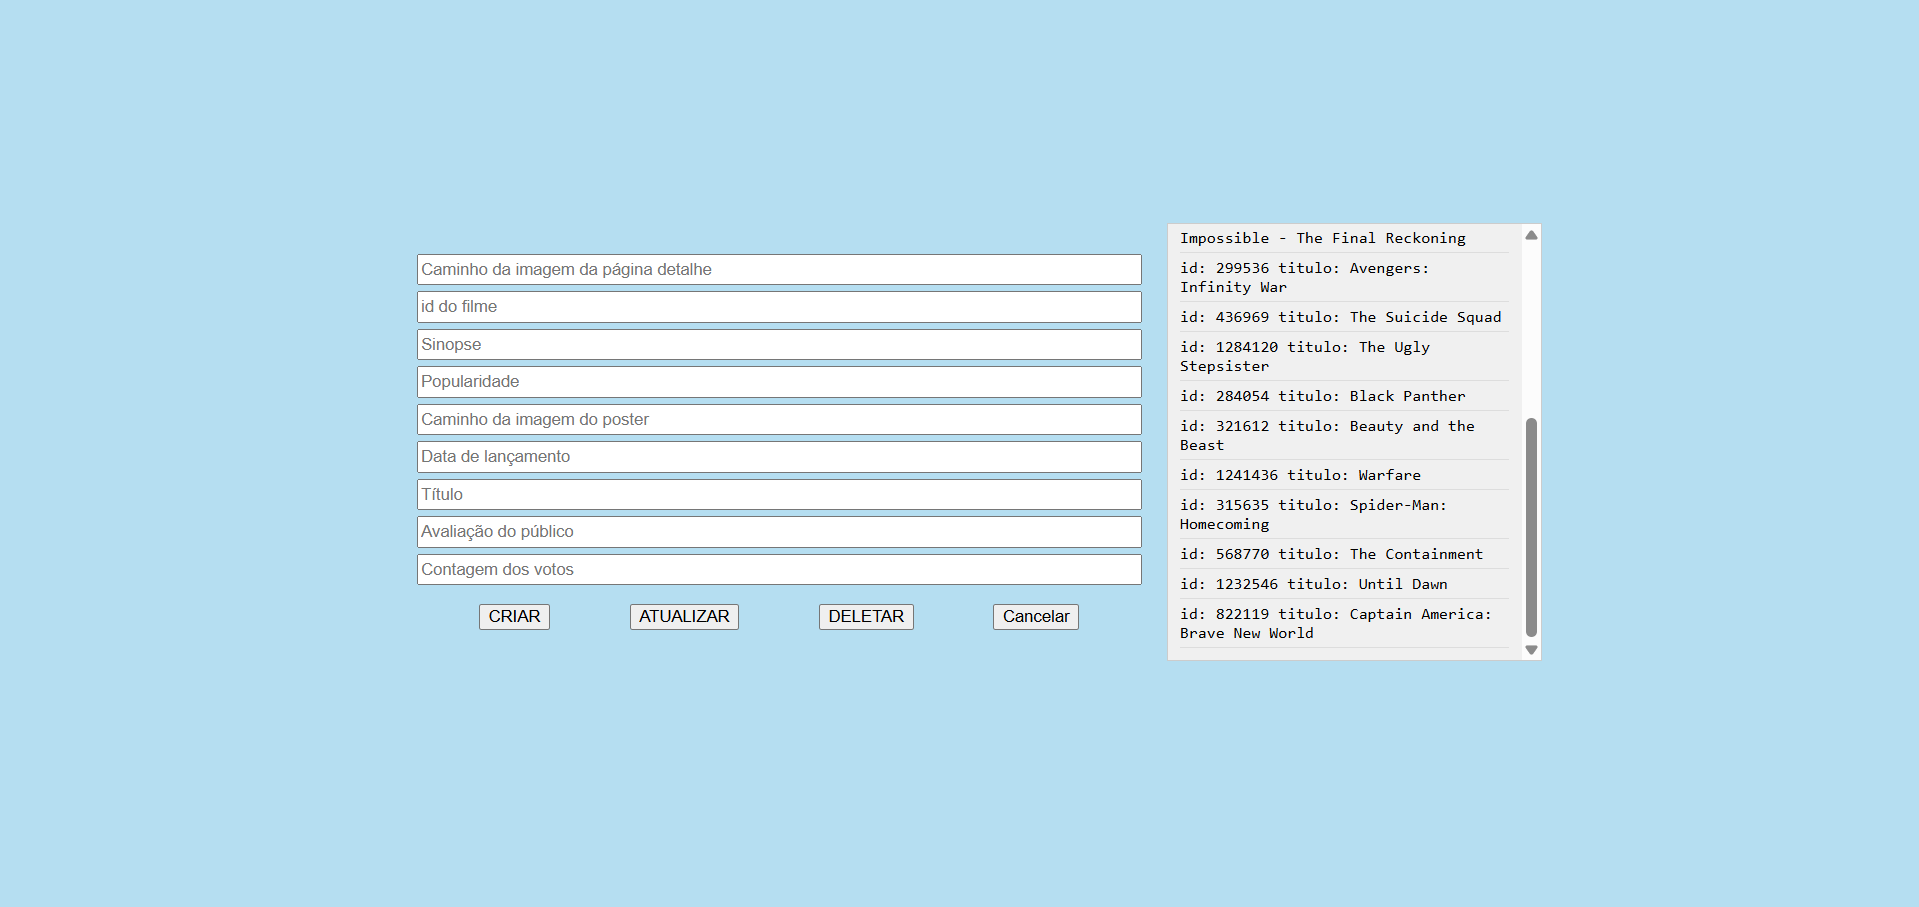 Caminho da imagem da página detalhe
id do filme
Sinopse
Popularidade
Caminho da imagem do poster
Data de lançamento
Título
Avaliação do público
Contagem dos votos
CRIAR ATUALIZAR DELETAR Cancelar
Impossible - The Final Reckoning
id: 299536 titulo: Avengers:
Infinity War
id: 436969 titulo: The Suicide Squad
id: 1284120 titulo: The Ugly
Stepsister
id: 284054 titulo: Black Panther
id: 321612 titulo: Beauty and the
Beast
id: 1241436 titulo: Warfare
id: 315635 titulo: Spider-Man:
Homecoming
id: 568770 titulo: The Containment
id: 1232546 titulo: Until Dawn
id: 822119 titulo: Captain America:
Brave New World